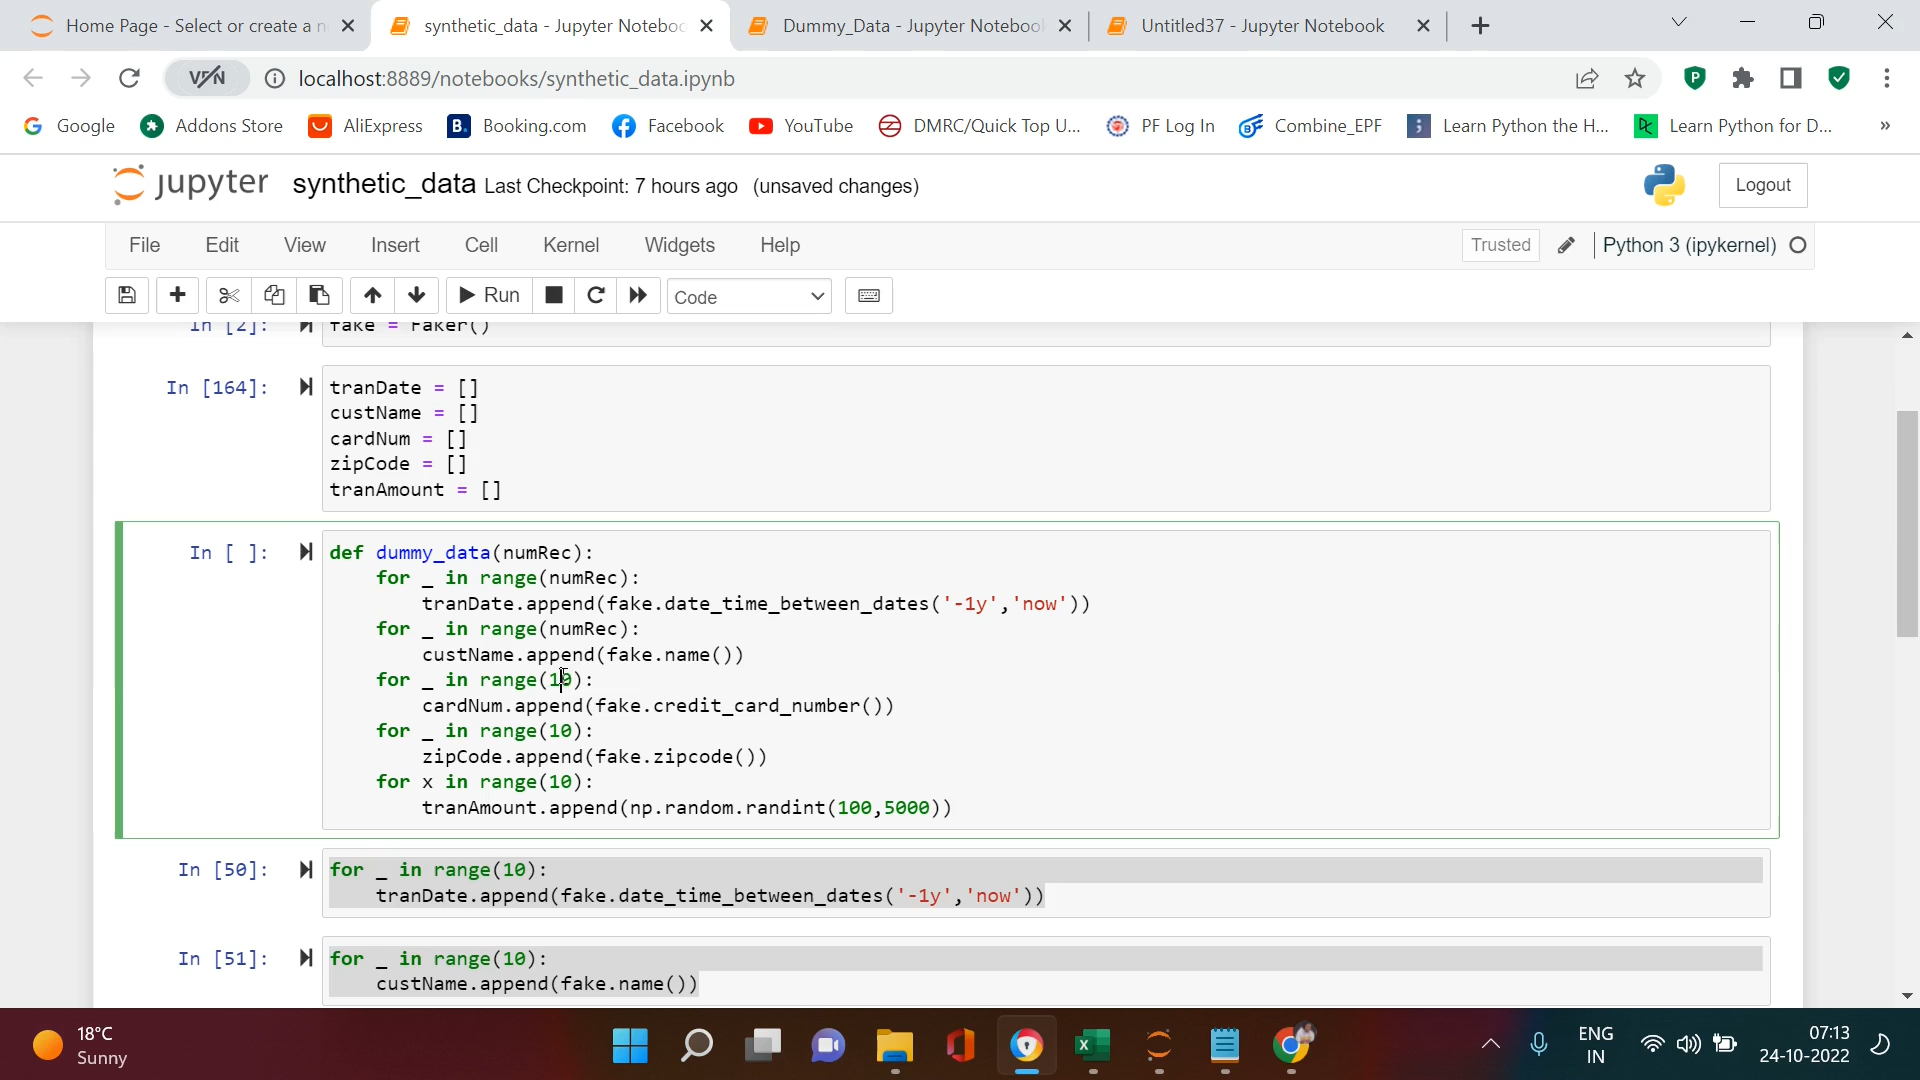 Home Page - Select or create a n
synthetic_data - Jupyter Noteboo
Dummy_Data - Jupyter Notebook
Untitled37 - Jupyter Notebook
VPN
localhost:8889/notebooks/synthetic_data.ipynb
Google
Addons Store
AliExpress
Booking.com
Facebook
YouTube
DMRC/Quick Top U...
PF Log In
Combine_EPF
Learn Python the H...
Learn Python for D...
»
jupyter synthetic_data Last Checkpoint: 7 hours ago (unsaved changes)
Logout
File
Edit
View
Insert
Cell
Kernel
Widgets
Help
Trusted
Python 3 (ipykernel)
Run
Code
In [2]: fake = Faker()
In [164]: tranDate = []
custName = []
cardNum = []
zipCode = []
tranAmount = []
In [ ]: def dummy_data(numRec):
for _ in range(numRec):
tranDate.append(fake.date_time_between_dates('-1y','now'))
for _ in range(numRec):
custName.append(fake.name())
for _ in range(10):
cardNum.append(fake.credit_card_number())
for _ in range(10):
zipCode.append(fake.zipcode())
for x in range(10):
tranAmount.append(np.random.randint(100,5000))
In [50]: for _ in range(10):
tranDate.append(fake.date_time_between_dates('-1y','now'))
In [51]: for _ in range(10):
custName.append(fake.name())
18°C
Sunny
ENG
IN
07:13
24-10-2022